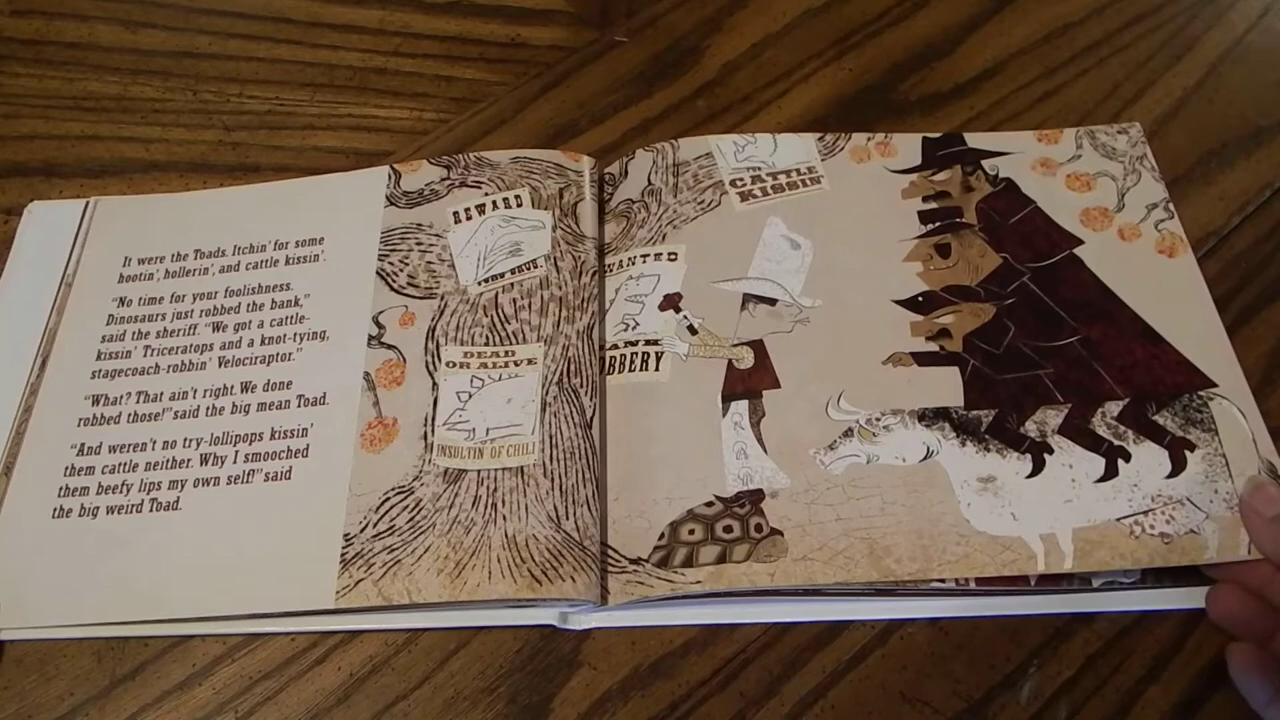 It were the Toads. Itchin' for some
hootin', hollerin', and cattle kissin'.
"No time for your foolishness.
Dinosaurs just robbed the bank,"
said the sheriff. "We got a cattle-
kissin' Triceratops and a knot-tying,
stagecoach-robbin' Velociraptor."
"What? That ain't right. We done
robbed those!" said the big mean Toad.
"And weren't no try-lollipops kissin'
them cattle neither. Why I smooched
them beefy lips my own self!" said
the big weird Toad.
REWARD
DEAD
OR ALIVE
INSULTIN' OF CHILI
WANTED
CATTLE
KISSIN'